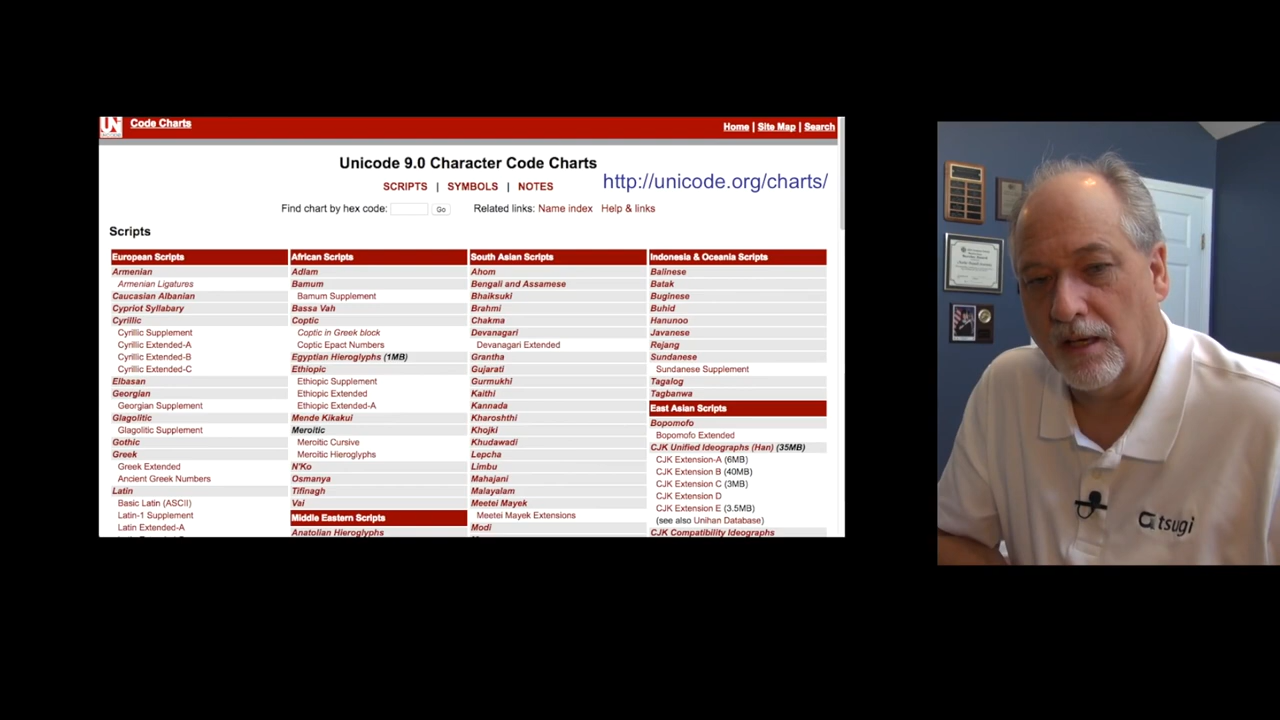 Code Charts
Home | Site Map | Search
Unicode 9.0 Character Code Charts
SCRIPTS | SYMBOLS | NOTES
http://unicode.org/charts/
Find chart by hex code: Go Related links: Name index Help & links
Scripts
European Scripts
Armenian
Armenian Ligatures
Caucasian Albanian
Cypriot Syllabary
Cyrillic
Cyrillic Supplement
Cyrillic Extended-A
Cyrillic Extended-B
Cyrillic Extended-C
Elbasan
Georgian
Georgian Supplement
Glagolitic
Glagolitic Supplement
Gothic
Greek
Greek Extended
Ancient Greek Numbers
Latin
Basic Latin (ASCII)
Latin-1 Supplement
Latin Extended-A
African Scripts
Adlam
Bamum
Bamum Supplement
Bassa Vah
Coptic
Coptic in Greek block
Coptic Epact Numbers
Egyptian Hieroglyphs (1MB)
Ethiopic
Ethiopic Supplement
Ethiopic Extended
Ethiopic Extended-A
Mende Kikakui
Meroitic
Meroitic Cursive
Meroitic Hieroglyphs
N'Ko
Osmanya
Tifinagh
Vai
Middle Eastern Scripts
Anatolian Hieroglyphs
South Asian Scripts
Ahom
Bengali and Assamese
Bhaiksuki
Brahmi
Chakma
Devanagari
Devanagari Extended
Grantha
Gujarati
Gurmukhi
Kaithi
Kannada
Kharoshthi
Khojki
Khudawadi
Lepcha
Limbu
Mahajani
Malayalam
Meetei Mayek
Meetei Mayek Extensions
Modi
Indonesia & Oceania Scripts
Balinese
Batak
Buginese
Buhid
Hanunoo
Javanese
Rejang
Sundanese
Sundanese Supplement
Tagalog
Tagbanwa
East Asian Scripts
Bopomofo
Bopomofo Extended
CJK Unified Ideographs (Han) (35MB)
CJK Extension-A (6MB)
CJK Extension B (40MB)
CJK Extension C (3MB)
CJK Extension D
CJK Extension E (3.5MB)
(see also Unihan Database)
CJK Compatibility Ideographs
tsugi